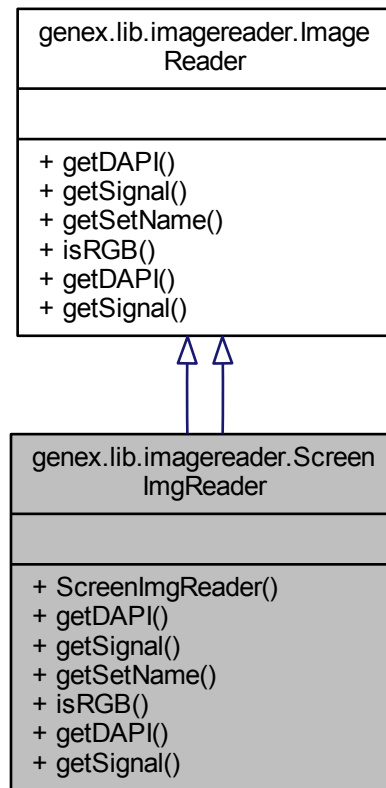 genex.lib.imagereader.Image
Reader
+ getDAPI()
+ getSignal()
+ getSetName()
+ isRGB()
+ getDAPI()
+ getSignal()
genex.lib.imagereader.Screen
ImgReader
+ ScreenImgReader()
+ getDAPI()
+ getSignal()
+ getSetName()
+ isRGB()
+ getDAPI()
+ getSignal()